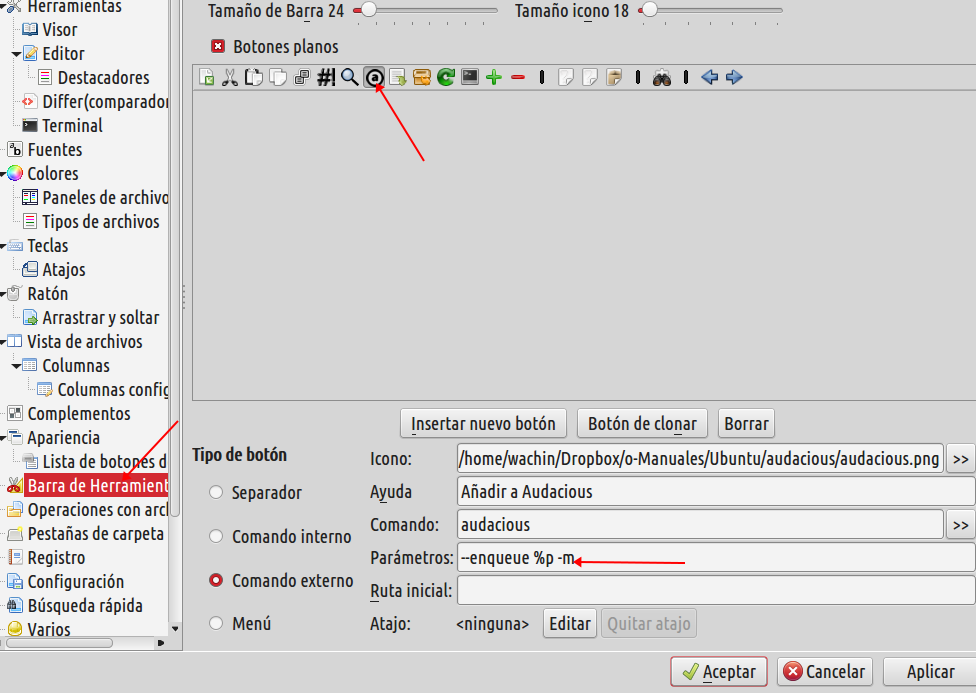 Herramientas
Visor
Editor
Destacadores
Differ(comparador
Terminal
Fuentes
Colores
Paneles de archivo
Tipos de archivos
Teclas
Atajos
Ratón
Arrastrar y soltar
Vista de archivos
Columnas
Columnas config
Complementos
Apariencia
Lista de botones d
Barra de Herramient
Operaciones con arcl
Pestañas de carpeta
Registro
Configuración
Búsqueda rápida
Varios
Tamaño de Barra 24 Tamaño icono 18
Botones planos
Insertar nuevo botón Botón de clonar Borrar
Tipo de botón
Separador
Comando interno
Comando externo
Menú
Icono: /home/wachin/Dropbox/o-Manuales/Ubuntu/audacious/audacious.png >>
Ayuda Añadir a Audacious
Comando: audacious >>
Parámetros: --enqueue %p -m
Ruta inicial:
Atajo: <ninguna> Editar Quitar atajo
Aceptar Cancelar Aplicar